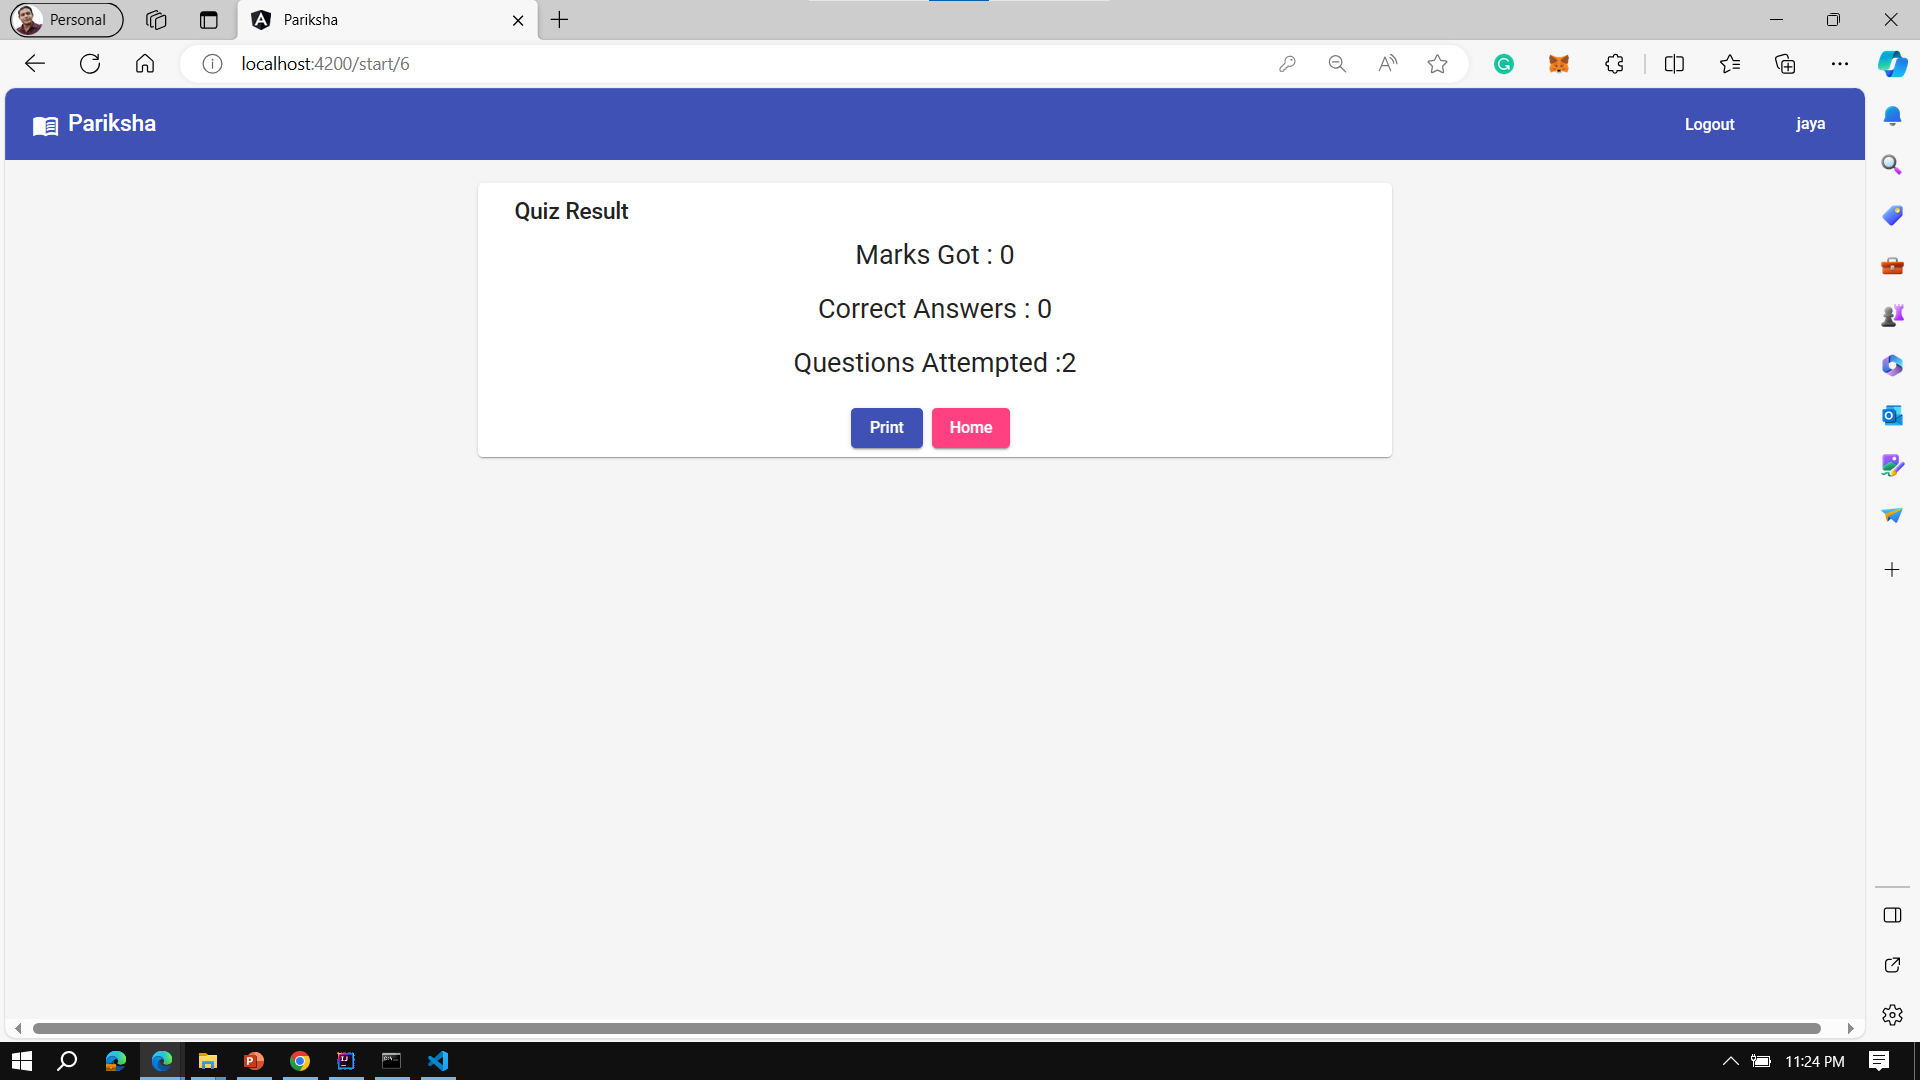 Personal
Pariksha
localhost:4200/start/6
Pariksha
Logout
jaya
Quiz Result
Marks Got : 0
Correct Answers : 0
Questions Attempted :2
Print
Home
11:24 PM